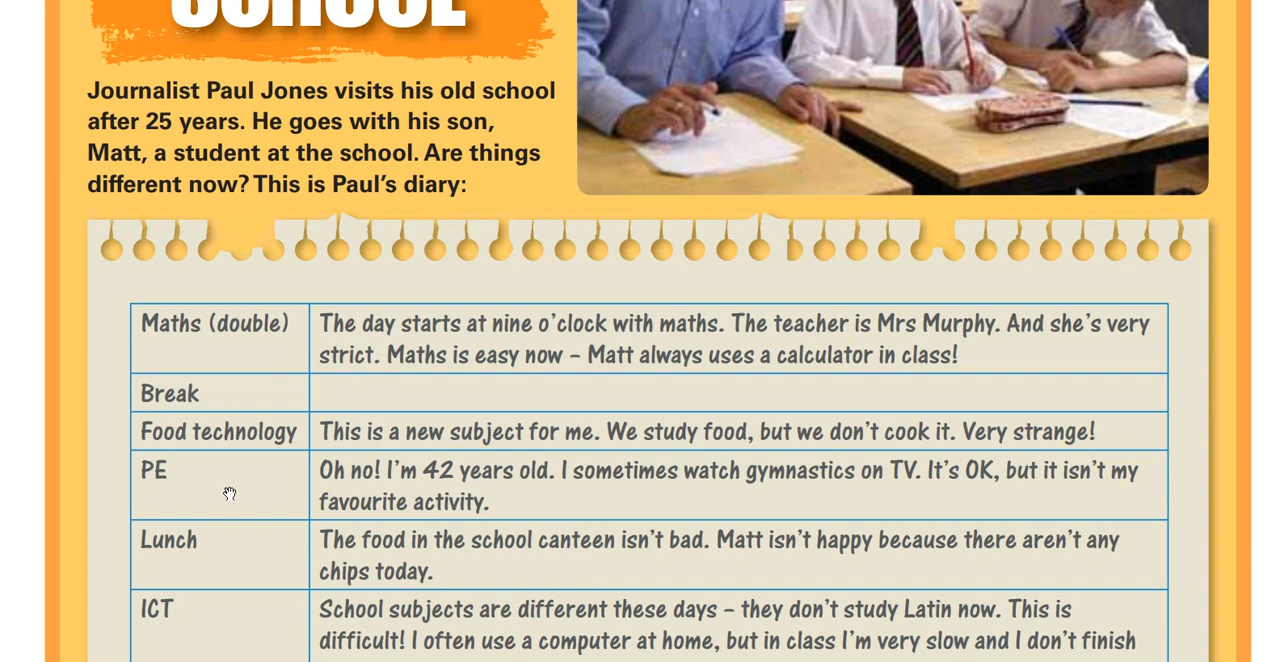 SCHOOL
Journalist Paul Jones visits his old school
after 25 years. He goes with his son,
Matt, a student at the school. Are things
different now? This is Paul's diary:
Maths (double)
The day starts at nine o'clock with maths. The teacher is Mrs Murphy. And she's very
strict. Maths is easy now – Matt always uses a calculator in class!
Break
Food technology
This is a new subject for me. We study food, but we don't cook it. Very strange!
PE
Oh no! I'm 42 years old. I sometimes watch gymnastics on TV. It's OK, but it isn't my
favourite activity.
Lunch
The food in the school canteen isn't bad. Matt isn't happy because there aren't any
chips today.
ICT
School subjects are different these days – they don't study Latin now. This is
difficult! I often use a computer at home, but in class I'm very slow and I don't finish